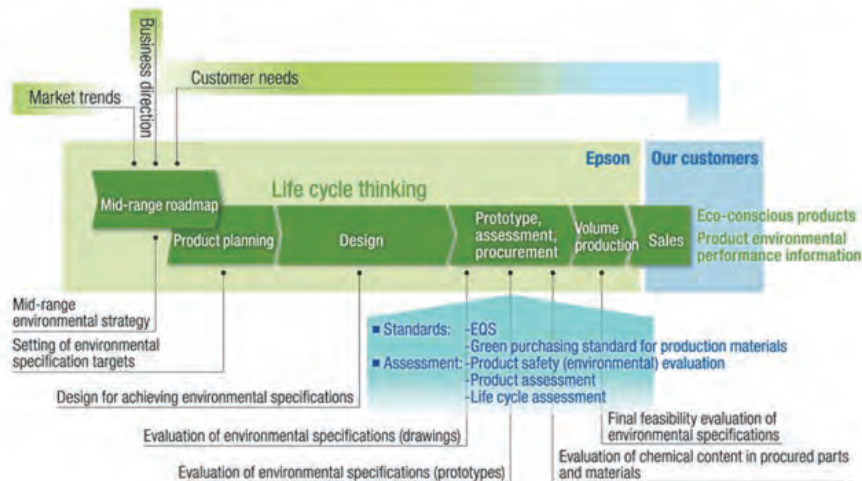 Business
direction
Customer needs
Market trends
Epson
Our customers
Life cycle thinking
Mid-range roadmap
Product planning
Design
Prototype,
assessment,
procurement
Volume
production
Sales
Eco-conscious products
Product environmental
performance information
Mid-range
environmental strategy
Setting of environmental
specification targets
■ Standards: -EQS
-Green purchasing standard for production materials
■ Assessment: -Product safety (environmental) evaluation
-Product assessment
-Life cycle assessment
Design for achieving environmental specifications
Final feasibility evaluation of
environmental specifications
Evaluation of environmental specifications (drawings)
Evaluation of chemical content in procured parts
and materials
Evaluation of environmental specifications (prototypes)